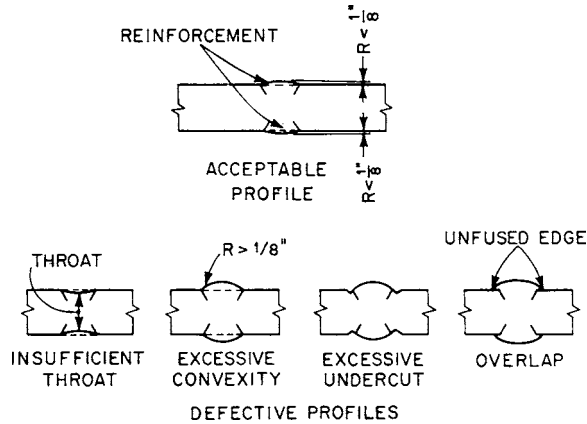 REINFORCEMENT
R < 1/8"
R < 1/8"
ACCEPTABLE
PROFILE
THROAT
R > 1/8"
UNFUSED EDGE
INSUFFICIENT
THROAT
EXCESSIVE
CONVEXITY
EXCESSIVE
UNDERCUT
OVERLAP
DEFECTIVE PROFILES